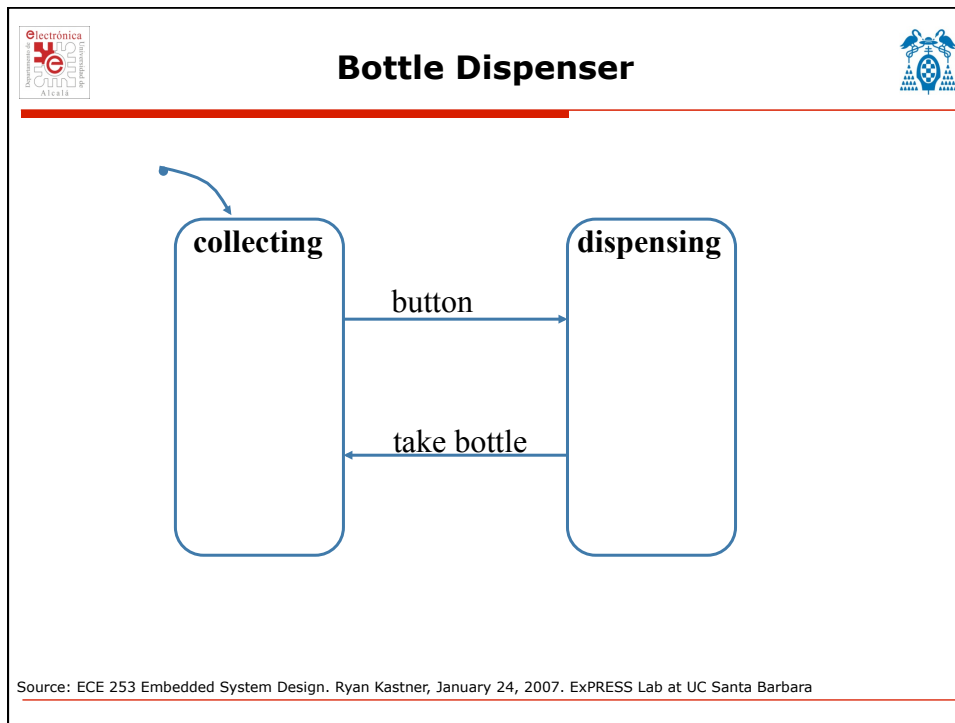 electrónica
Departamento de
Universidad de
Alcalá
Bottle Dispenser
collecting
dispensing
button
take bottle
Source: ECE 253 Embedded System Design. Ryan Kastner, January 24, 2007. ExPRESS Lab at UC Santa Barbara